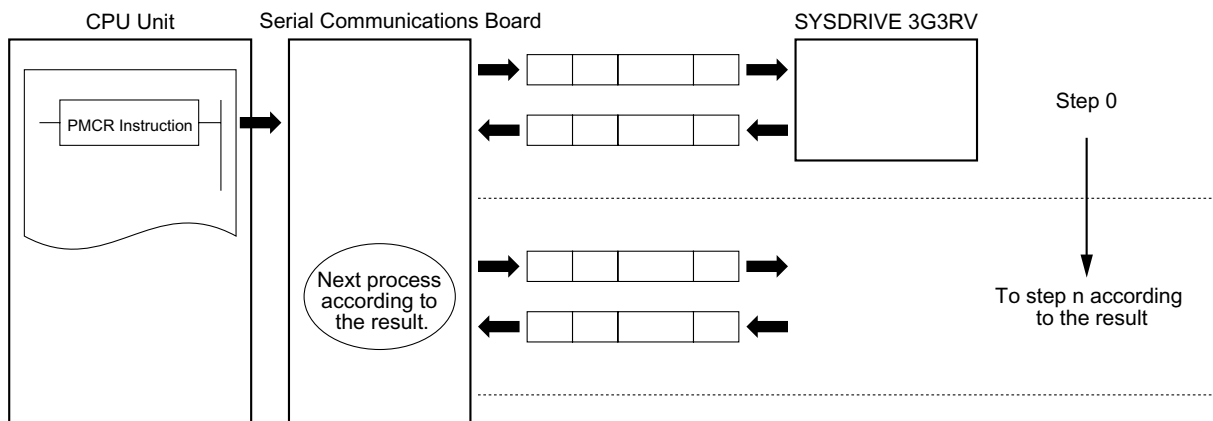 CPU Unit
Serial Communications Board
SYSDRIVE 3G3RV
PMCR Instruction
Step 0
Next process
according to
the result.
To step n according
to the result